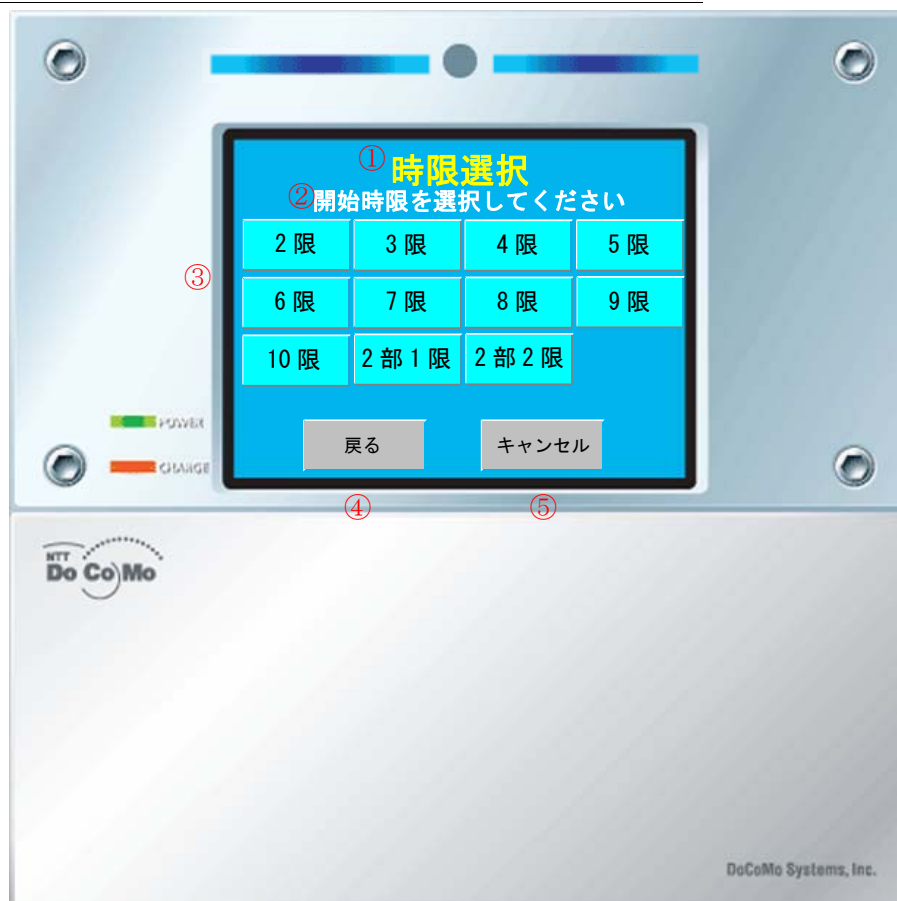 ①時限選択
②開始時限を選択してください
③
2限 3限 4限 5限
6限 7限 8限 9限
10限 2部1限 2部2限
POWER
戻る キャンセル
CHARGE
④ ⑤
NTT
DoCoMo
DoCoMo Systems, Inc.